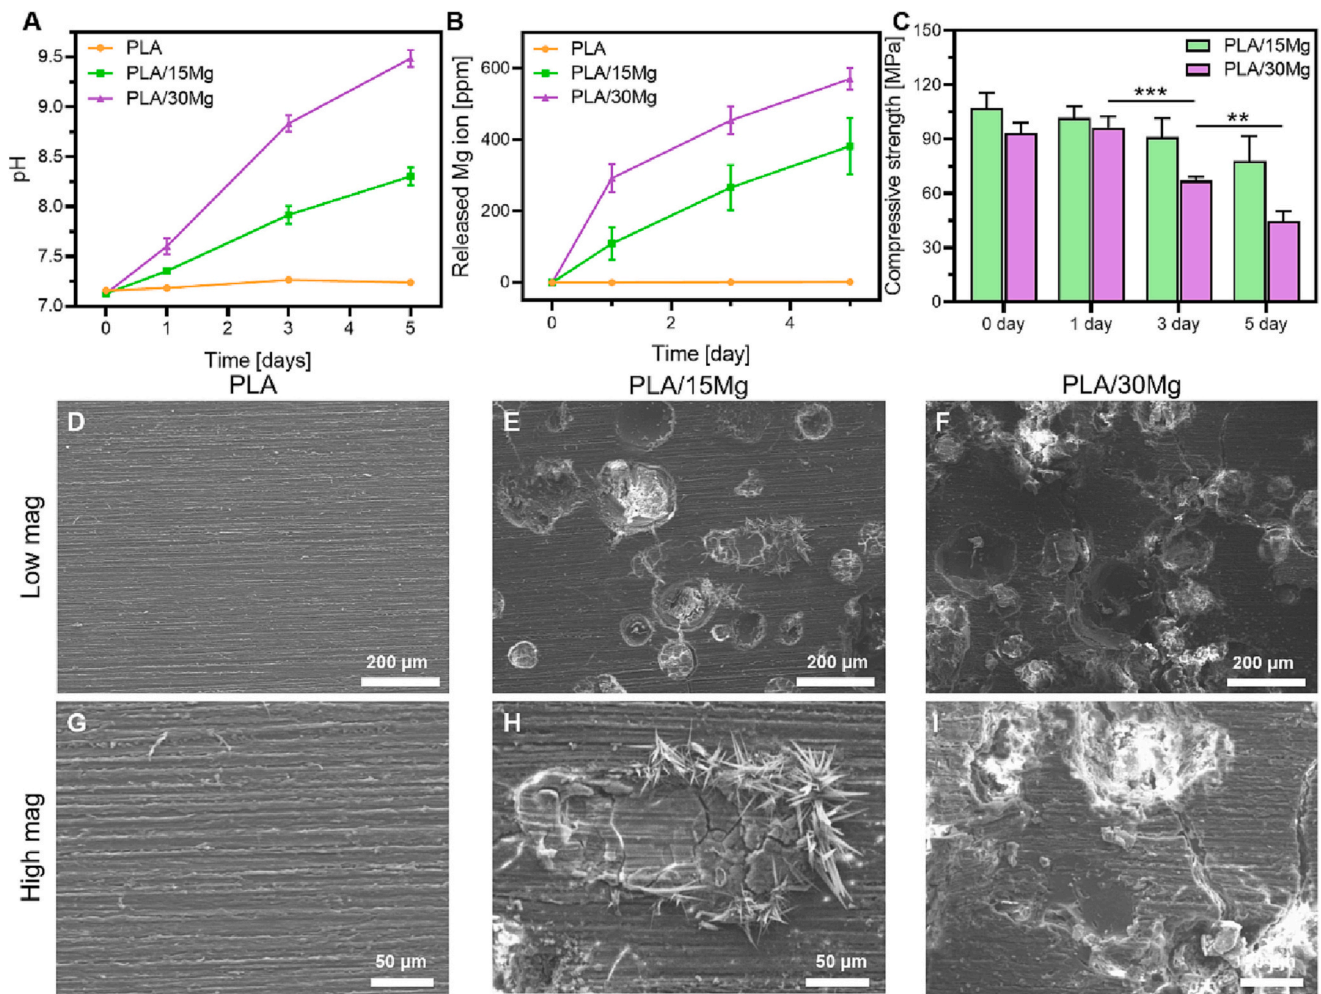 A
pH
9.5
9.0
8.5
8.0
7.5
7.0
PLA
PLA/15Mg
PLA/30Mg
0 1 2 3 4 5
Time [days]
B
Released Mg ion [ppm]
600
400
200
0
PLA
PLA/15Mg
PLA/30Mg
0 2 4
Time [day]
C
Compressive strength [MPa]
150
120
90
60
30
0
PLA/15Mg
PLA/30Mg
***
**
0 day 1 day 3 day 5 day
PLA PLA/15Mg PLA/30Mg
Low mag
D
200 µm
E
200 µm
F
200 µm
High mag
G
50 µm
H
50 µm
I